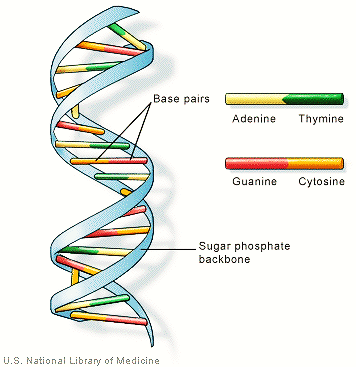 Base pairs
Adenine Thymine
Guanine Cytosine
Sugar phosphate
backbone
U.S. National Library of Medicine